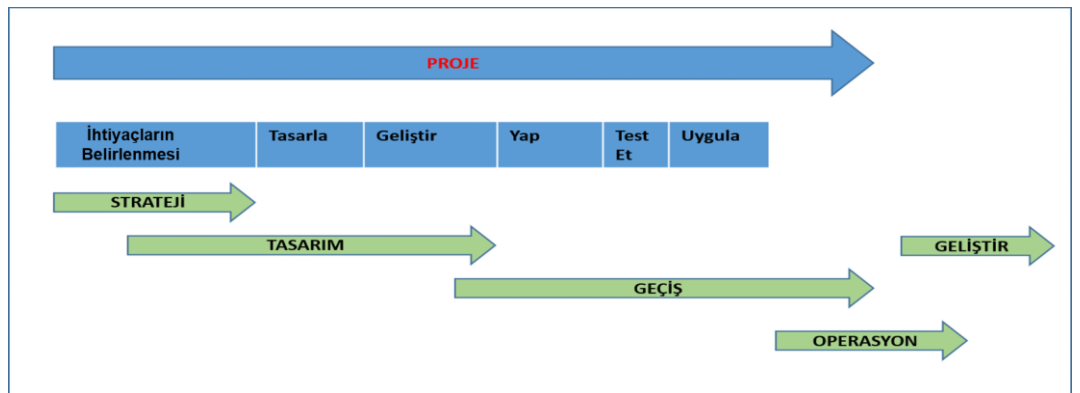 PROJE
İhtiyaçların
Belirlenmesi
Tasarla
Geliştir
Yap
Test
Et
Uygula
STRATEJİ
TASARIM
GELİŞTİR
GEÇİŞ
OPERASYON